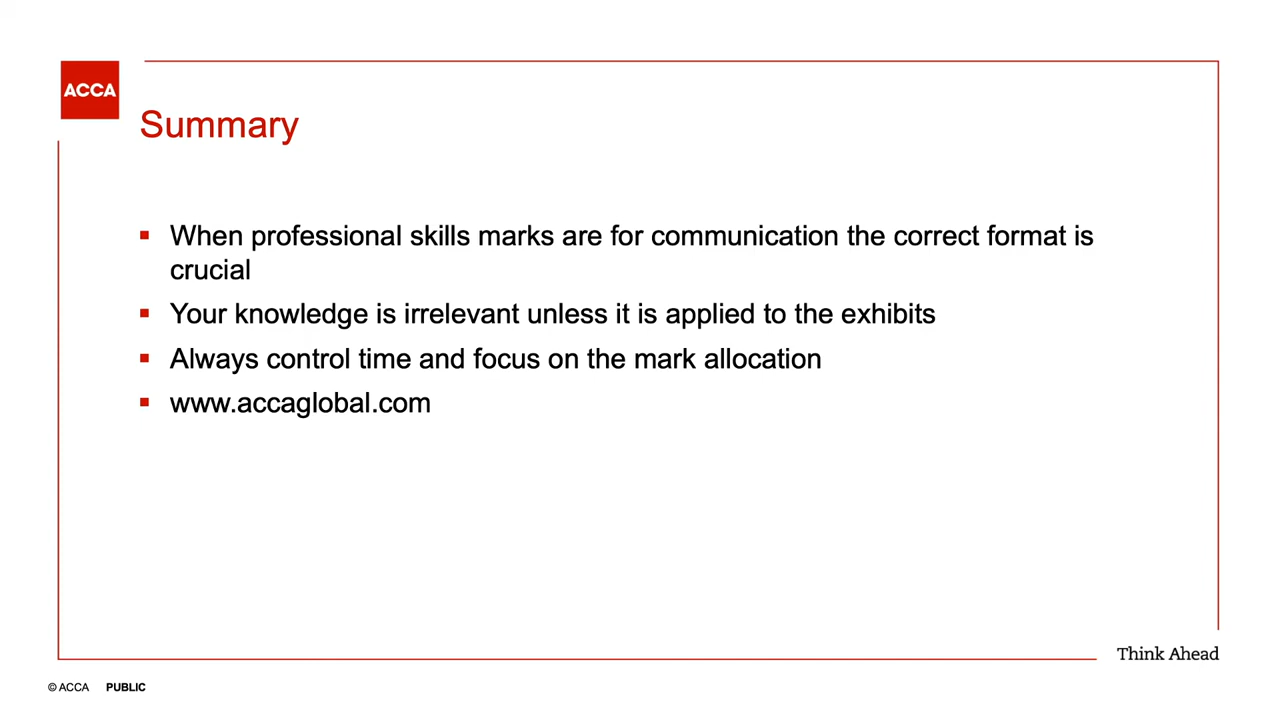 ACCA
Summary
When professional skills marks are for communication the correct format is
crucial
Your knowledge is irrelevant unless it is applied to the exhibits
Always control time and focus on the mark allocation
www.accaglobal.com
Think Ahead
© ACCA PUBLIC